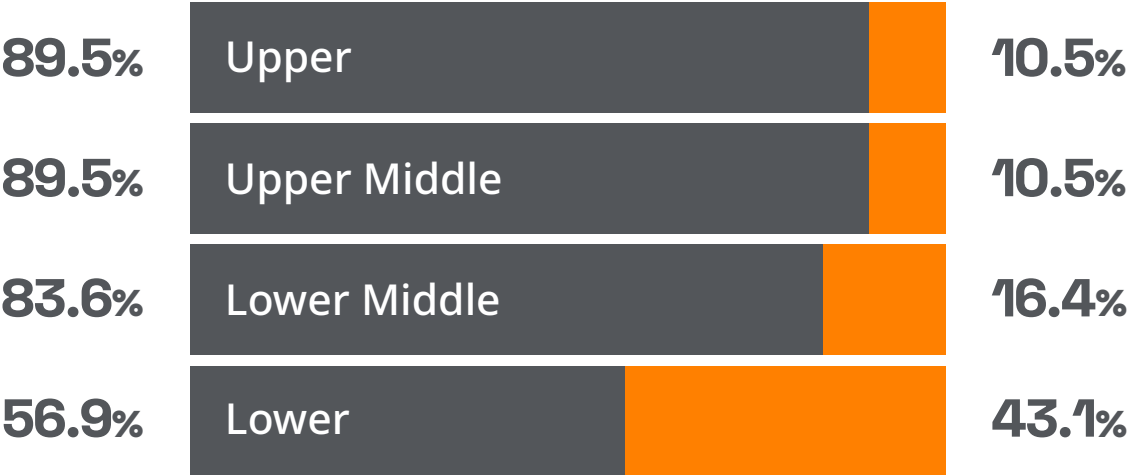 89.5% Upper 10.5%
89.5% Upper Middle 10.5%
83.6% Lower Middle 16.4%
56.9% Lower 43.1%